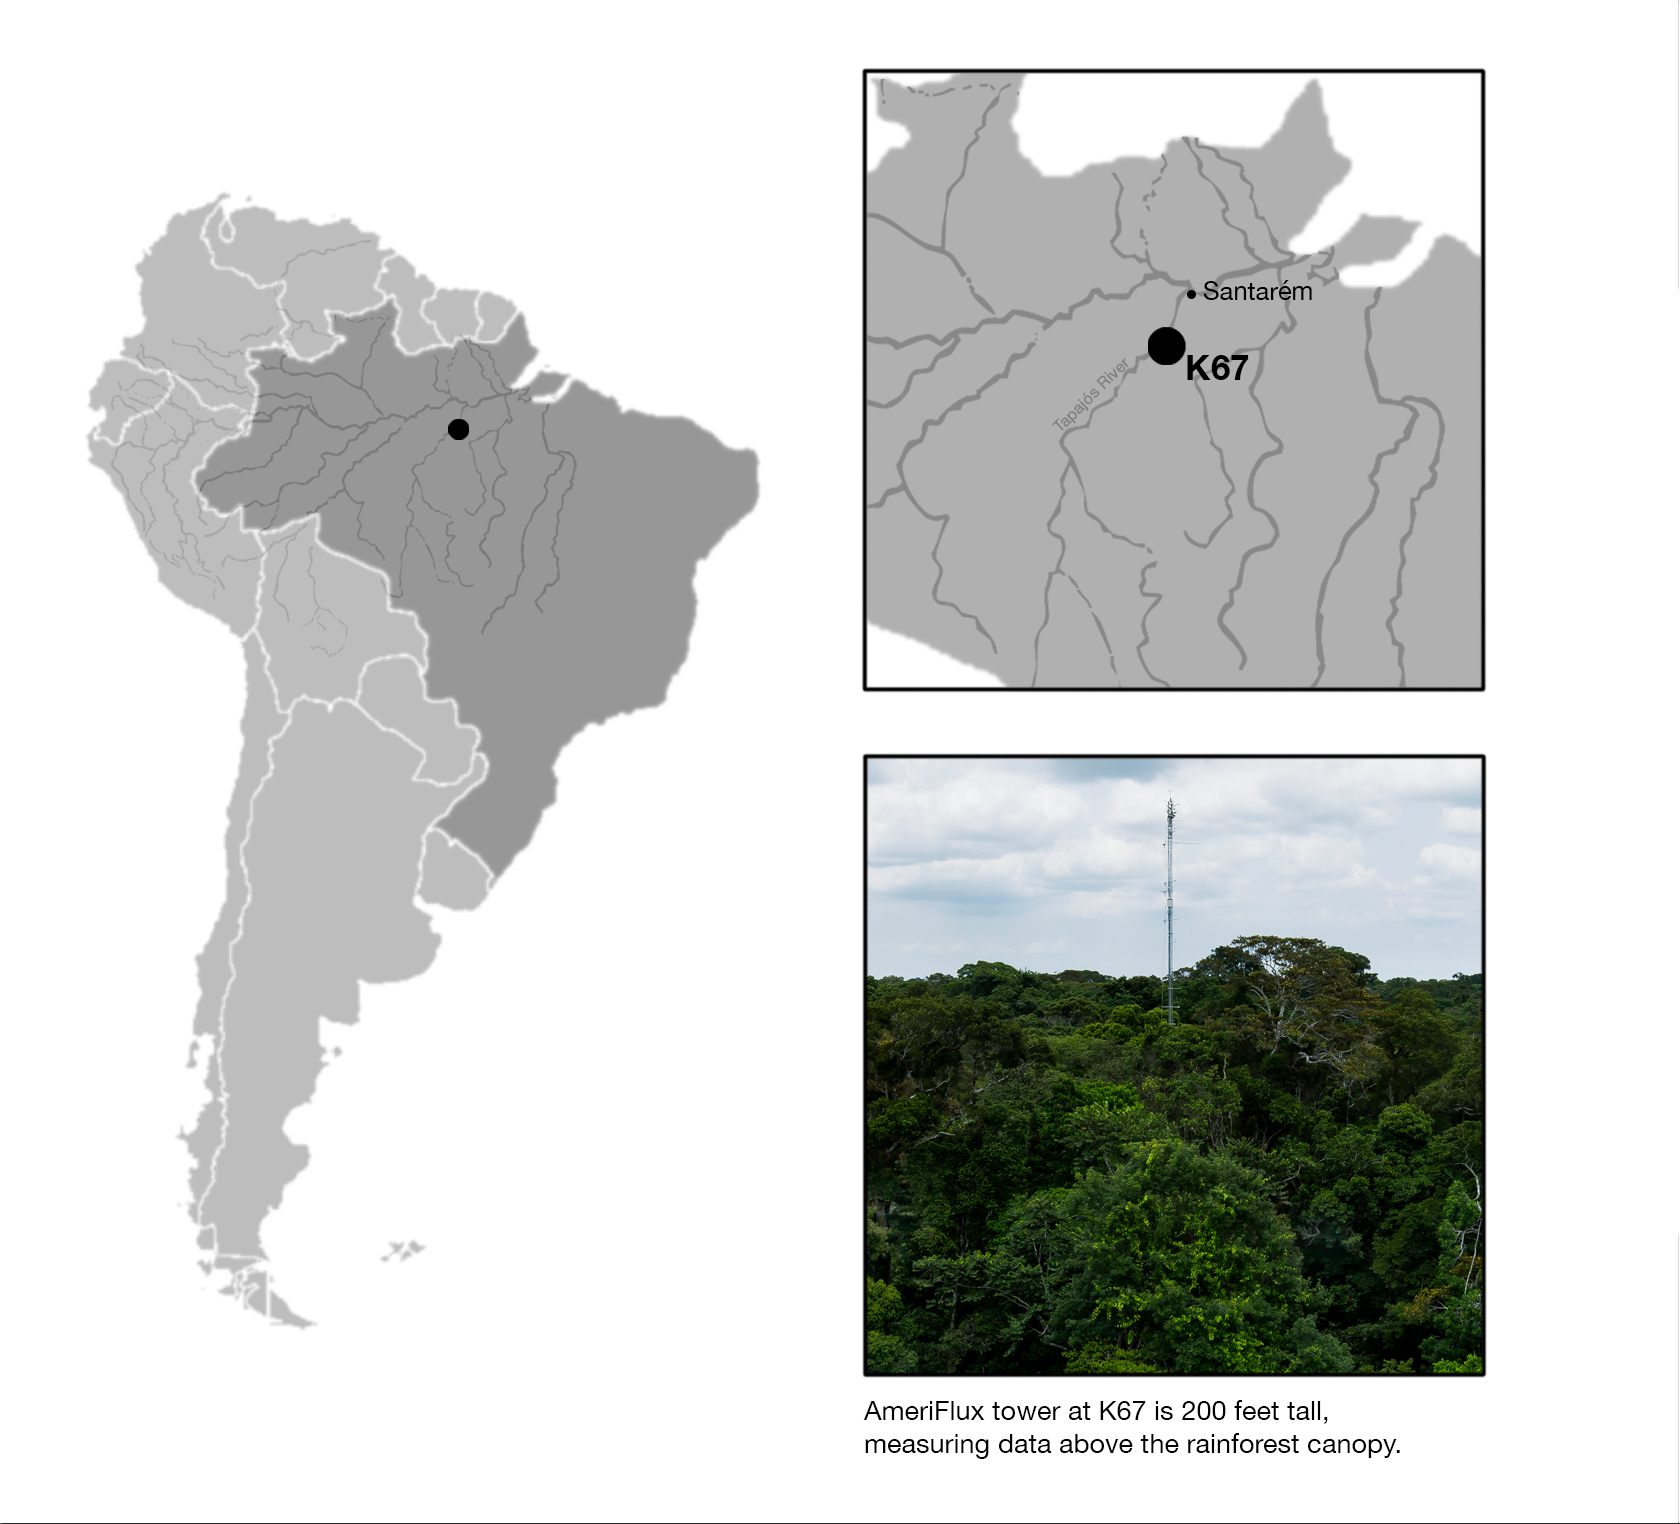 Santarém
K67
Tapajós River
AmeriFlux tower at K67 is 200 feet tall,
measuring data above the rainforest canopy.